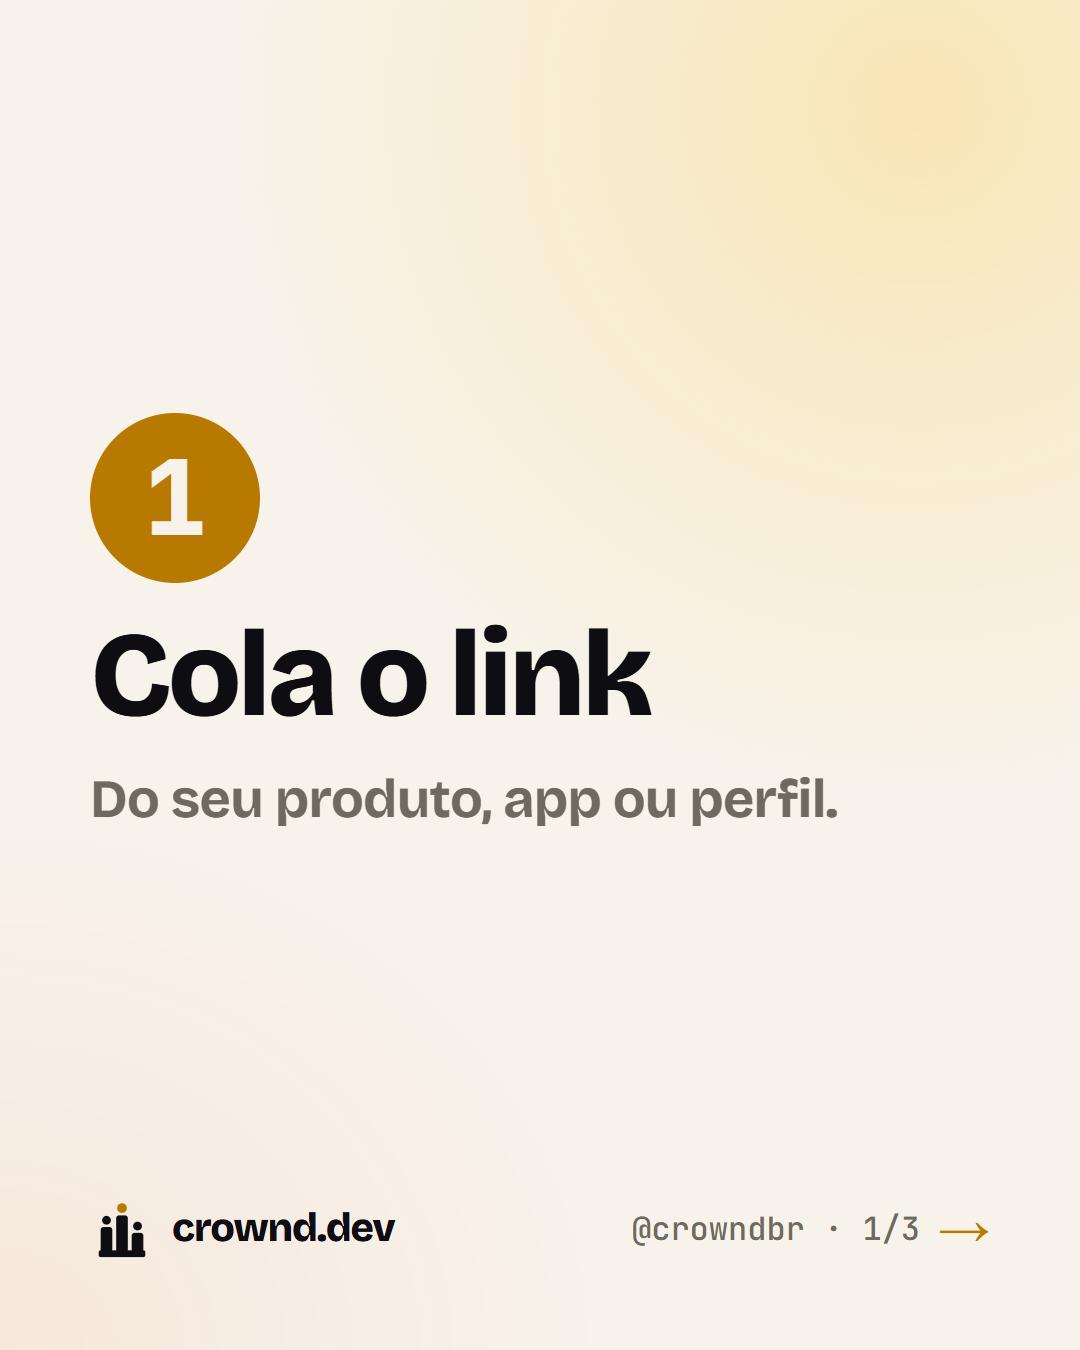 1
Cola o link
Do seu produto, app ou perfil.
crownd.dev
@crowndbr · 1/3 →